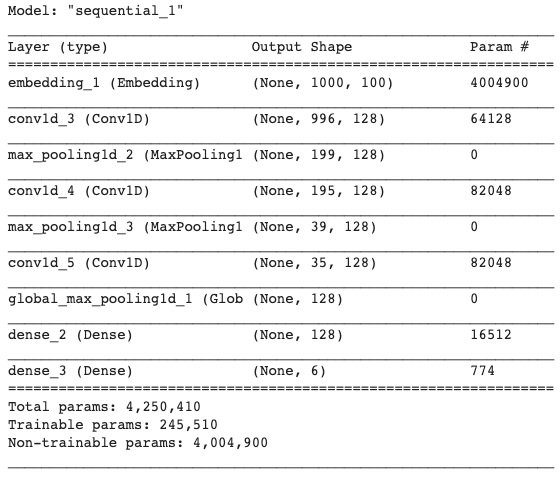 Model: "sequential_1"
Layer (type) Output Shape Param #
embedding_1 (Embedding) (None, 1000, 100) 4004900
conv1d_3 (Conv1D) (None, 996, 128) 64128
max_pooling1d_2 (MaxPooling1 (None, 199, 128) 0
conv1d_4 (Conv1D) (None, 195, 128) 82048
max_pooling1d_3 (MaxPooling1 (None, 39, 128) 0
conv1d_5 (Conv1D) (None, 35, 128) 82048
global_max_pooling1d_1 (Glob (None, 128) 0
dense_2 (Dense) (None, 128) 16512
dense_3 (Dense) (None, 6) 774
Total params: 4,250,410
Trainable params: 245,510
Non-trainable params: 4,004,900